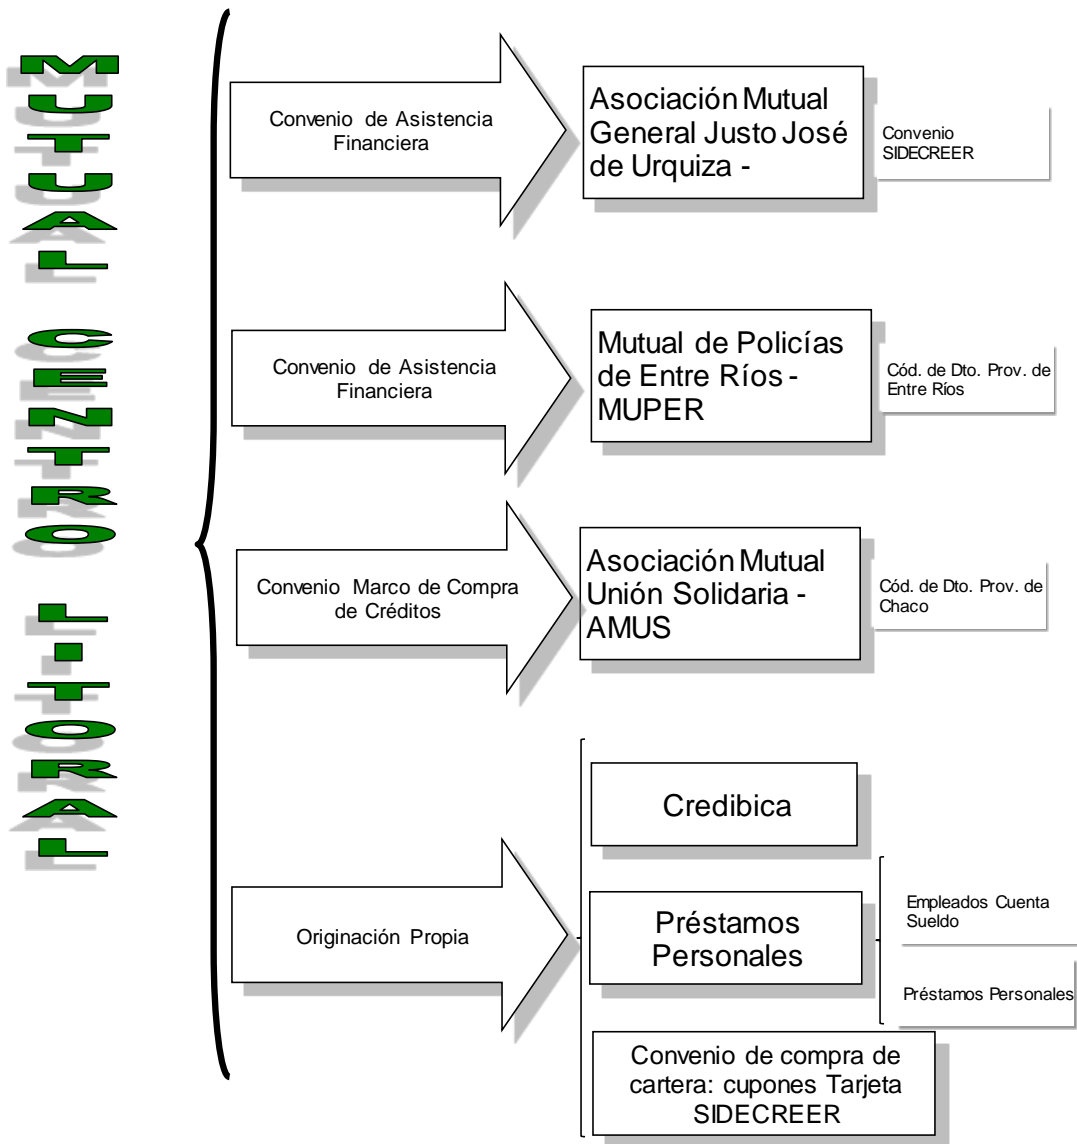 MUTUAL CENTRO LITORAL
Convenio de Asistencia
Financiera
Asociación Mutual
General Justo José
de Urquiza -
Convenio
SIDECREER
Convenio de Asistencia
Financiera
Mutual de Policías
de Entre Ríos -
MUPER
Cód. de Dto. Prov. de
Entre Ríos
Convenio Marco de Compra
de Créditos
Asociación Mutual
Unión Solidaria -
AMUS
Cód. de Dto. Prov. de
Chaco
Originación Propia
Credibica
Préstamos
Personales
Empleados Cuenta
Sueldo
Préstamos Personales
Convenio de compra de
cartera: cupones Tarjeta
SIDECREER